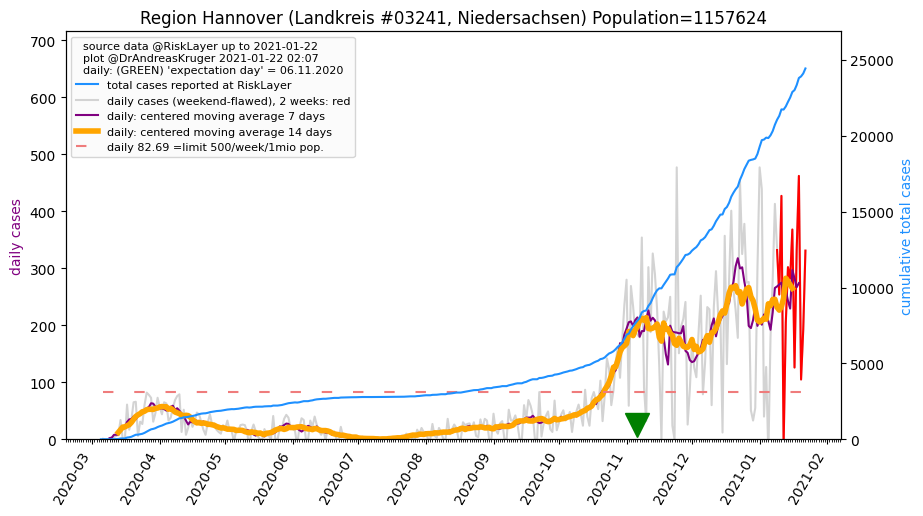 Region Hannover (Landkreis #03241, Niedersachsen) Population=1157624
source data @RiskLayer up to 2021-01-22
plot @DrAndreasKruger 2021-01-22 02:07
daily: (GREEN) 'expectation day' = 06.11.2020
total cases reported at RiskLayer
daily cases (weekend-flawed), 2 weeks: red
daily: centered moving average 7 days
daily: centered moving average 14 days
daily 82.69 =limit 500/week/1mio pop.
daily cases
700
600
500
400
300
200
100
0
cumulative total cases
25000
20000
15000
10000
5000
0
2020-03
2020-04
2020-05
2020-06
2020-07
2020-08
2020-09
2020-10
2020-11
2020-12
2021-01
2021-02